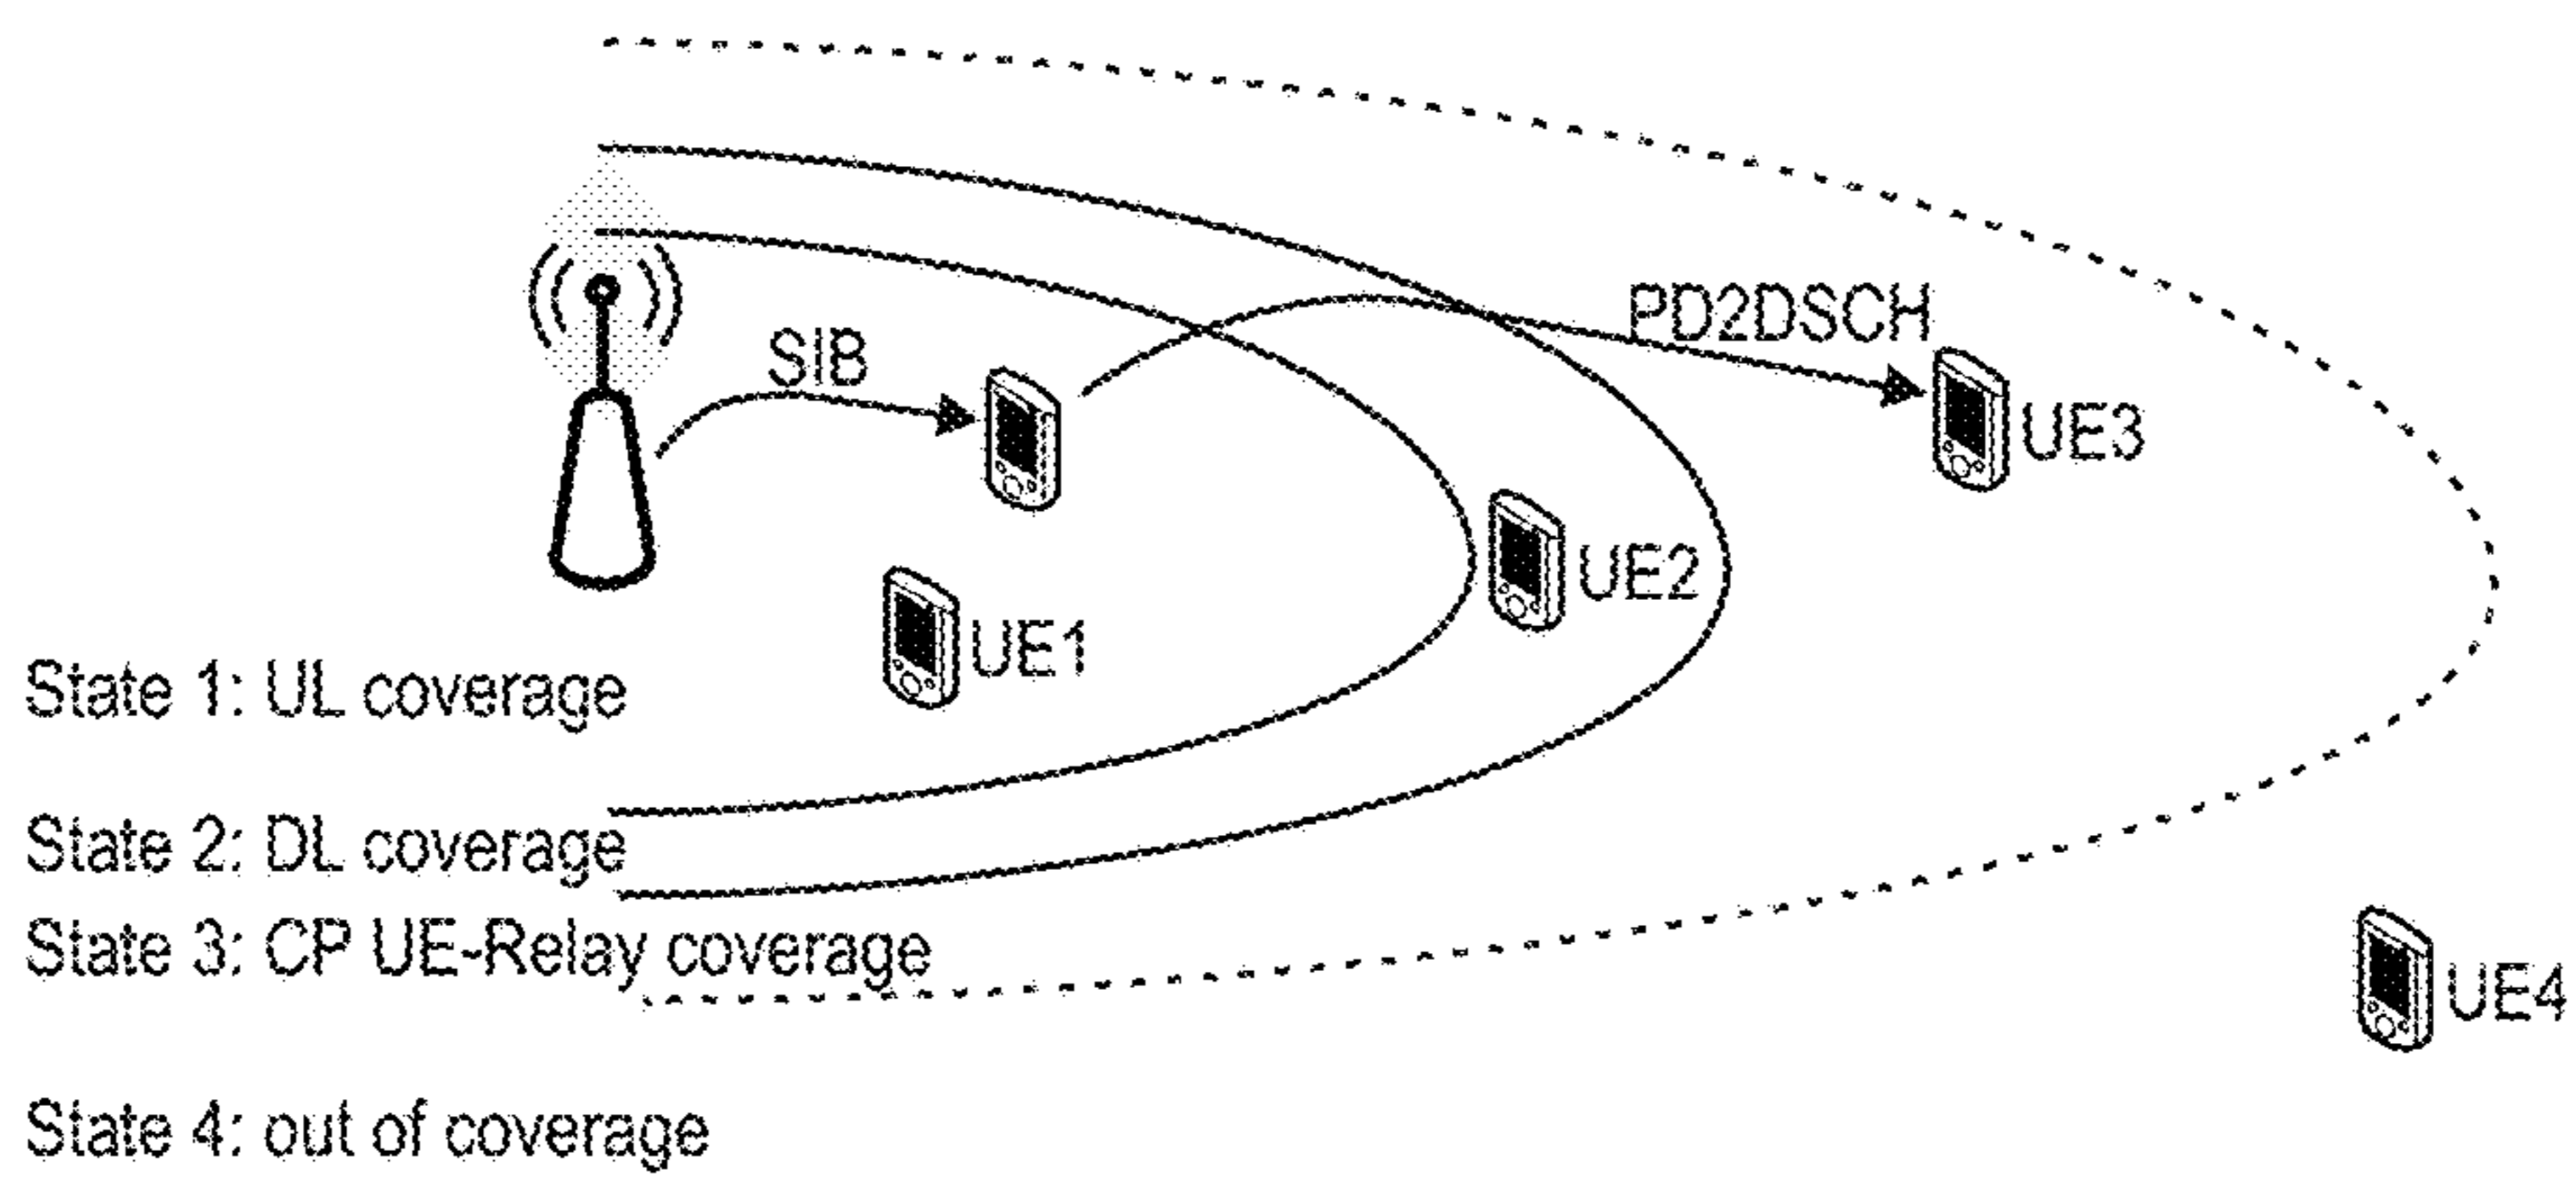 SIB
PD2DSCH
UE3
UE2
UE1
State 1: UL coverage
State 2: DL coverage
State 3: CP UE-Relay coverage
UE4
State 4: out of coverage